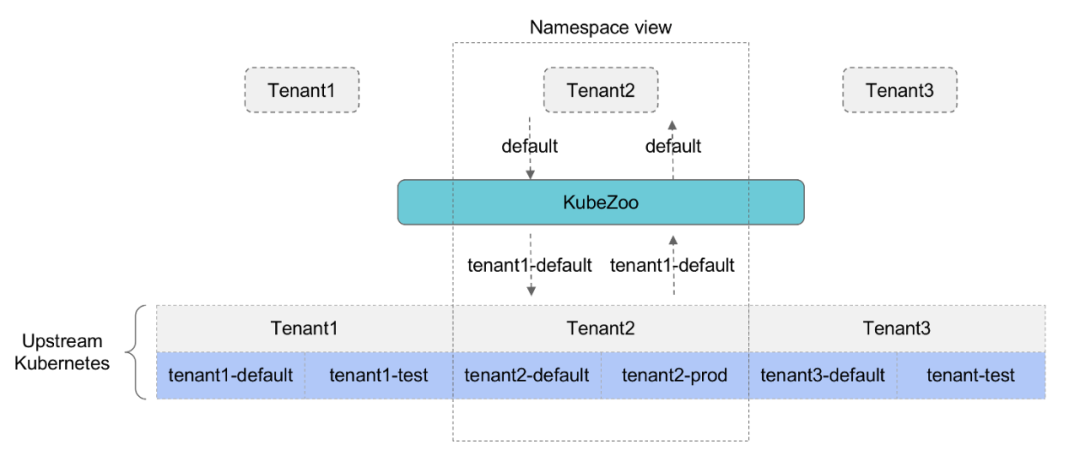 Namespace view
Tenant1
Tenant2
Tenant3
default
default
KubeZoo
tenant1-default
tenant1-default
Upstream
Kubernetes
Tenant1
Tenant2
Tenant3
tenant1-default
tenant1-test
tenant2-default
tenant2-prod
tenant3-default
tenant-test